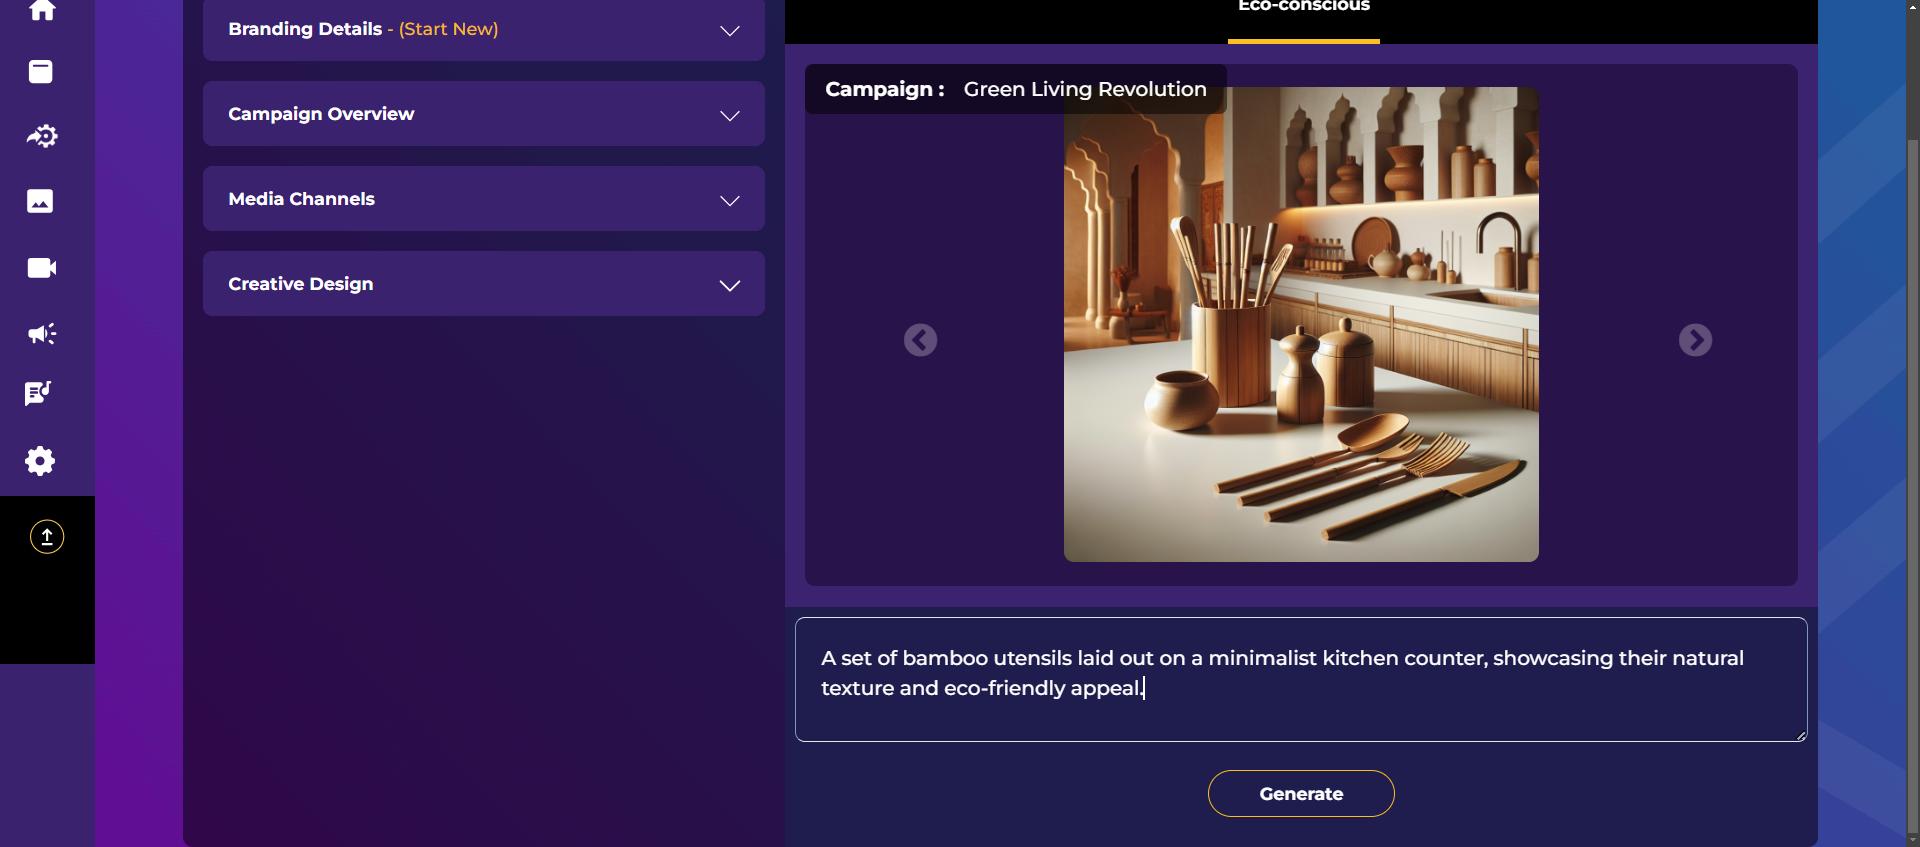 Branding Details - (Start New)
Campaign Overview
Media Channels
Creative Design
Eco-conscious
Campaign : Green Living Revolution
A set of bamboo utensils laid out on a minimalist kitchen counter, showcasing their natural
texture and eco-friendly appeal.
Generate